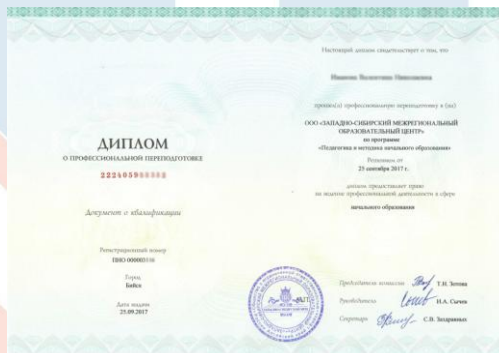 ДИПЛОМ
О ПРОФЕССИОНАЛЬНОЙ ПЕРЕПОДГОТОВКЕ
Документ о квалификации
Регистрационный номер
Город
Бийск
Дата выдачи
25.09.2017
Настоящий диплом свидетельствует о том, что
прошел(а) профессиональную переподготовку в (на)
ООО «ЗАПАДНО-СИБИРСКИЙ МЕЖРЕГИОНАЛЬНЫЙ
ОБРАЗОВАТЕЛЬНЫЙ ЦЕНТР»
по программе
«Педагогика и методика начального образования»
Решением от
25 сентября 2017 г.
диплом предоставляет право
на ведение профессиональной деятельности в сфере
начального образования
Председатель комиссии Т.Н. Зотова
Руководитель Н.А. Сычев
Секретарь